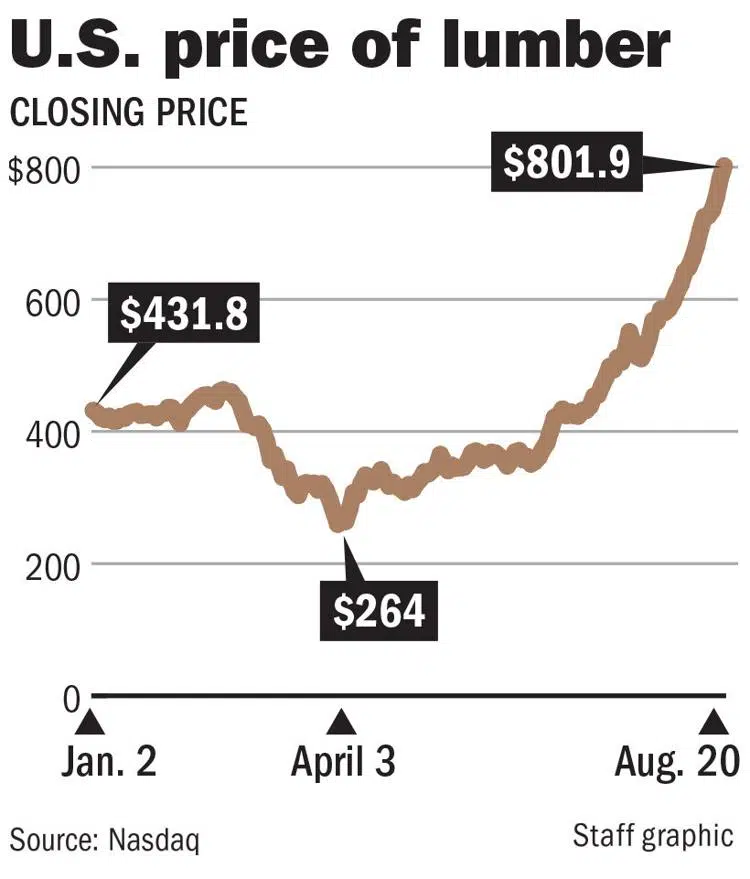 U.S. price of lumber
CLOSING PRICE
$800
$801.9
600
$431.8
400
200
$264
0
Jan. 2
April 3
Aug. 20
Source: Nasdaq
Staff graphic